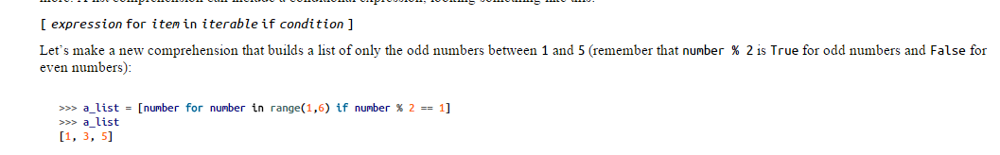 [ expression for item in iterable if condition ]
Let's make a new comprehension that builds a list of only the odd numbers between 1 and 5 (remember that number % 2 is True for odd numbers and False for
even numbers):
>>> a_list = [number for number in range(1,6) if number % 2 == 1]
>>> a_list
[1, 3, 5]